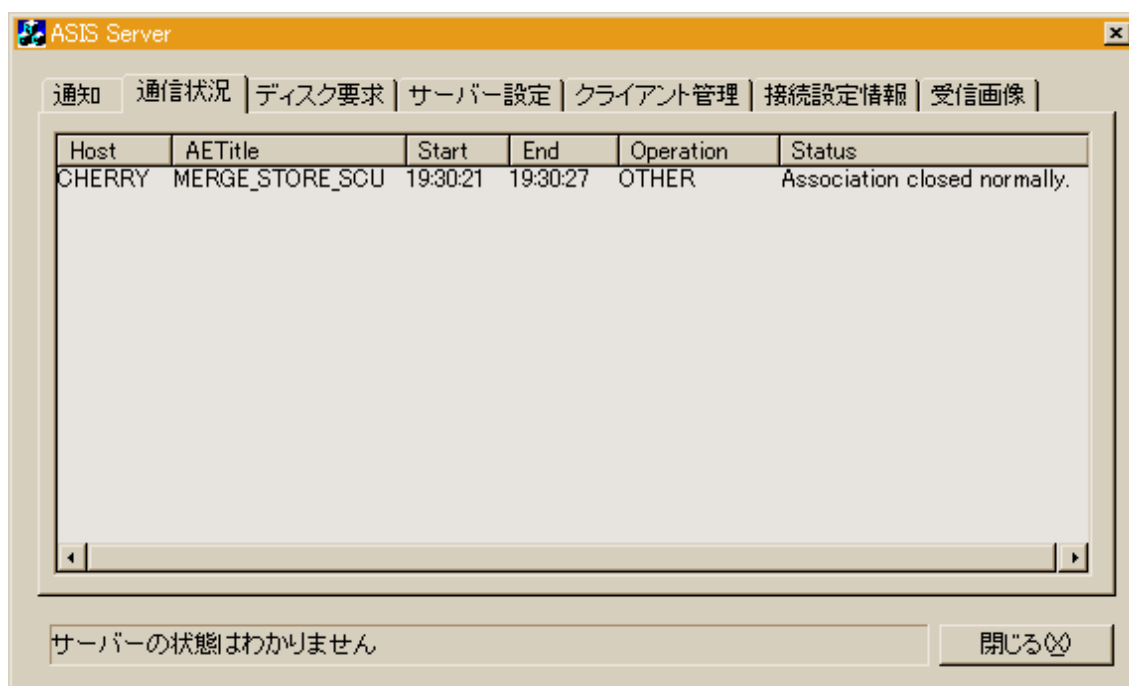 ASIS Server
通知 通信状況 ディスク要求 サーバー設定 クライアント管理 接続設定情報 受信画像
Host AETitle Start End Operation Status
CHERRY MERGE_STORE_SCU 19:30:21 19:30:27 OTHER Association closed normally.
サーバーの状態はわかりません 閉じる(X)